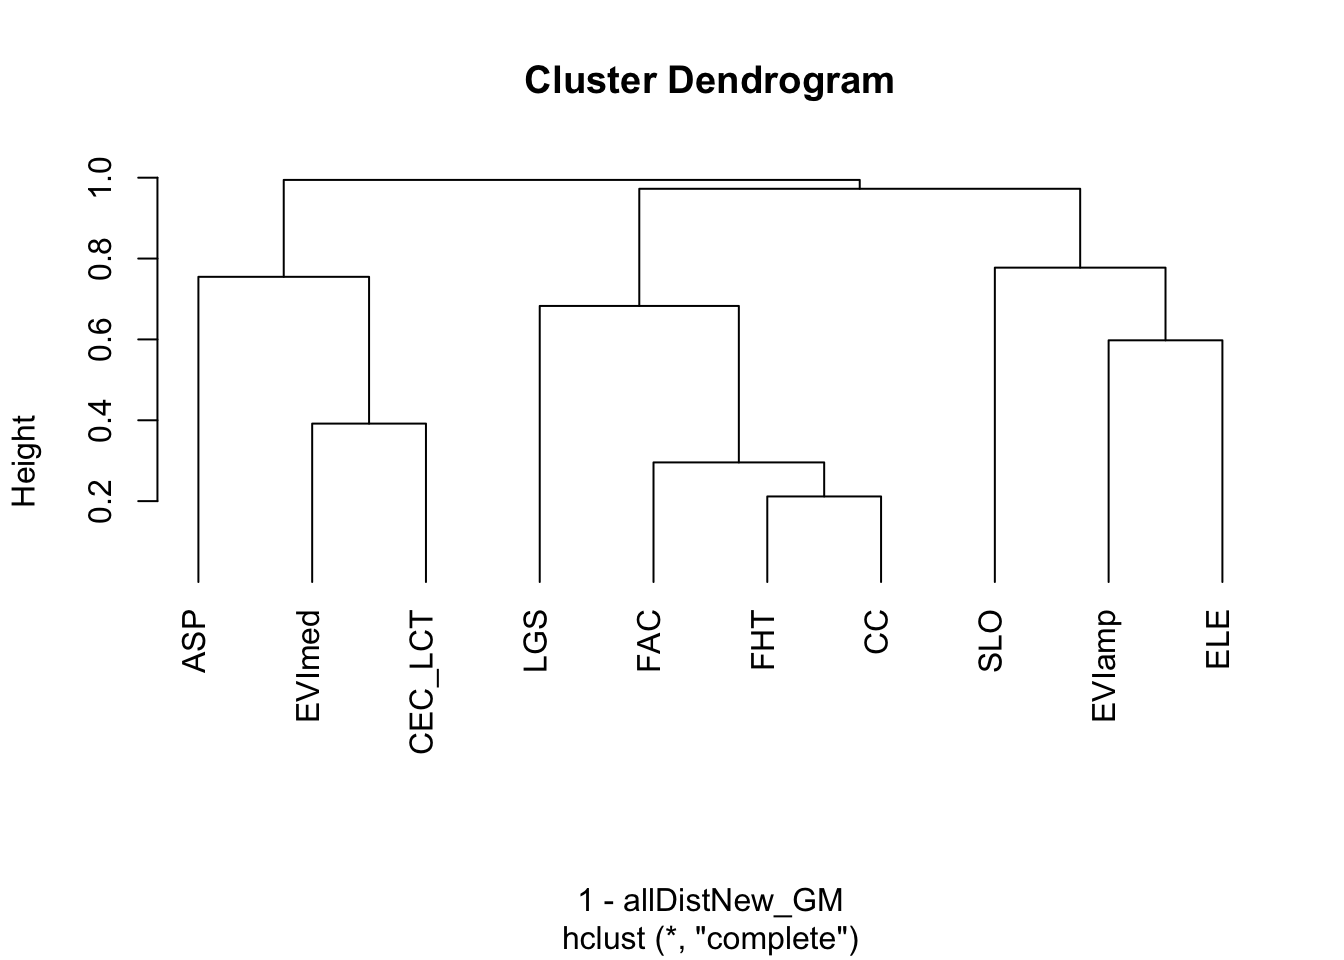 Cluster Dendrogram
Height
1.0
0.8
0.6
0.4
0.2
ASP
EVImed
CEC_LCT
LGS
FAC
FHT
CC
SLO
EVIamp
ELE
1 - allDistNew_GM
hclust (*, "complete")